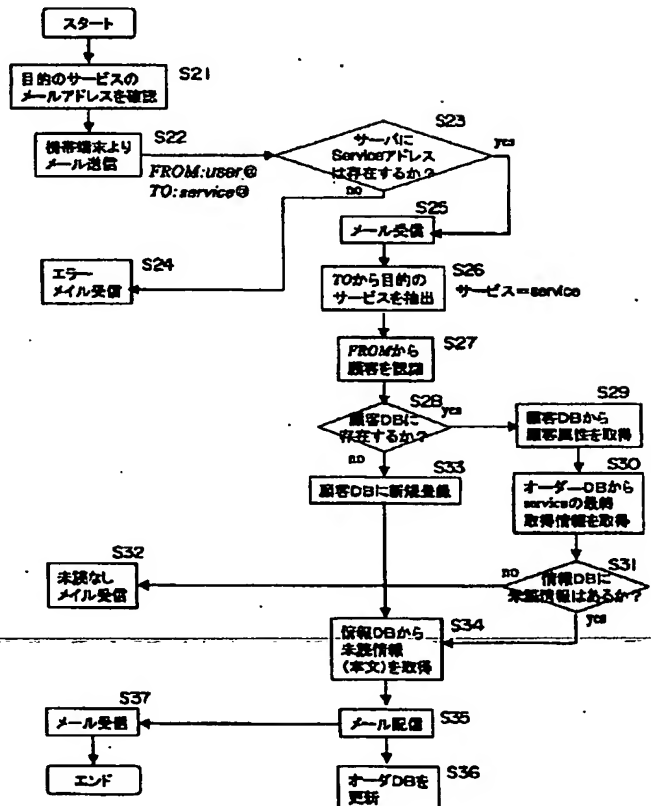 スタート
S21
目的のサービスの
メールアドレスを確認
S22
携帯端末より
メール送信
FROM:user@
TO:service@
S23
サーバに
Serviceアドレス
は存在するか？
yes
no
S24
エラー
メイル受信
S25
メール受信
S26
TOから目的の
サービスを抽出
サービス=service
S27
FROMから
顧客を認識
S28
顧客DBに
存在するか？
yes
no
S29
顧客DBから
顧客属性を取得
S30
オーダーDBから
serviceの最終
取得情報を取得
S31
情報DBに
未読情報はあるか？
no
yes
S32
未読なし
メイル受信
S33
顧客DBに新規登録
S34
情報DBから
未読情報
(本文)を取得
S35
メール配信
S36
オーダDBを
更新
S37
メール受信
エンド